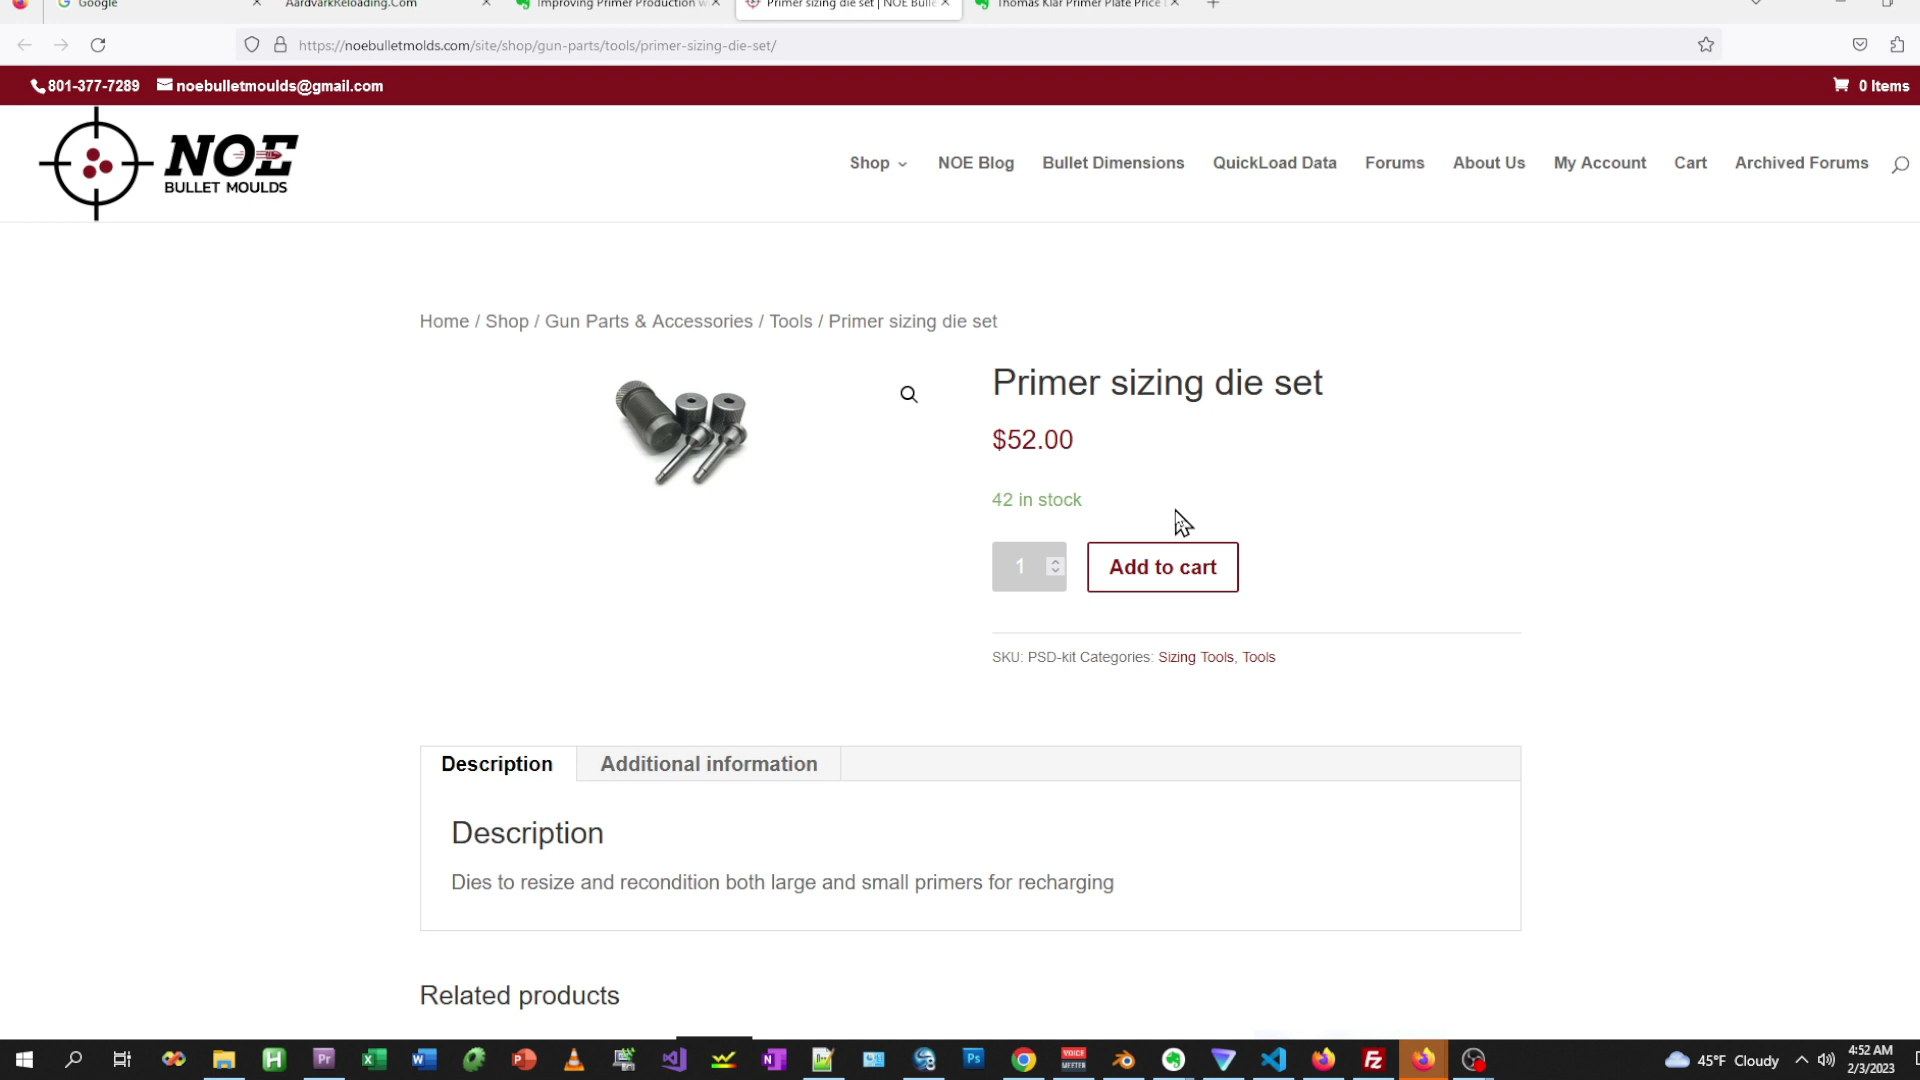 Google
AardvarkReloading.Com
Improving Primer Production w
Primer sizing die set | NOE Bulle
Thomas Klar Primer Plate Price
https://noebulletmolds.com/site/shop/gun-parts/tools/primer-sizing-die-set/
801-377-7289
noebulletmoulds@gmail.com
0 Items
NOE
BULLET MOULDS
Shop
NOE Blog
Bullet Dimensions
QuickLoad Data
Forums
About Us
My Account
Cart
Archived Forums
Home / Shop / Gun Parts & Accessories / Tools / Primer sizing die set
Primer sizing die set
$52.00
42 in stock
1
Add to cart
SKU: PSD-kit Categories: Sizing Tools, Tools
Description
Additional information
Description
Dies to resize and recondition both large and small primers for recharging
Related products
H
Pr
X
W
P
N
Ps
VOICE
MEETER
Fz
45°F Cloudy
4:52 AM
2/3/2023